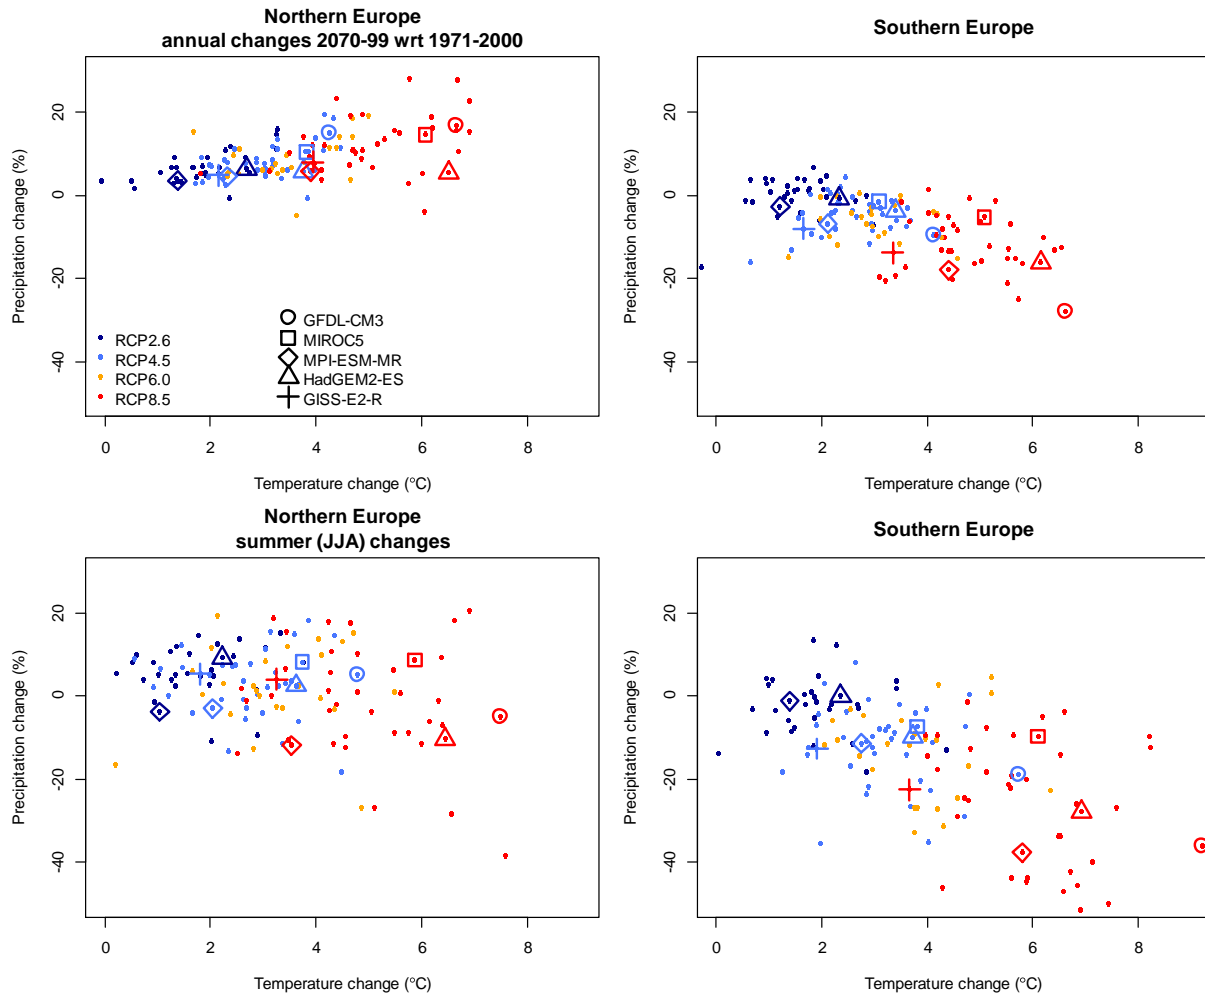 Northern Europe
annual changes 2070-99 wrt 1971-2000
Precipitation change (%)
20
0
-20
-40
RCP2.6
RCP4.5
RCP6.0
RCP8.5
GFDL-CM3
MIROC5
MPI-ESM-MR
HadGEM2-ES
GISS-E2-R
0 2 4 6 8
Temperature change (°C)
Southern Europe
Precipitation change (%)
20
0
-20
-40
0 2 4 6 8
Temperature change (°C)
Northern Europe
summer (JJA) changes
Precipitation change (%)
20
0
-20
-40
0 2 4 6 8
Temperature change (°C)
Southern Europe
Precipitation change (%)
20
0
-20
-40
0 2 4 6 8
Temperature change (°C)